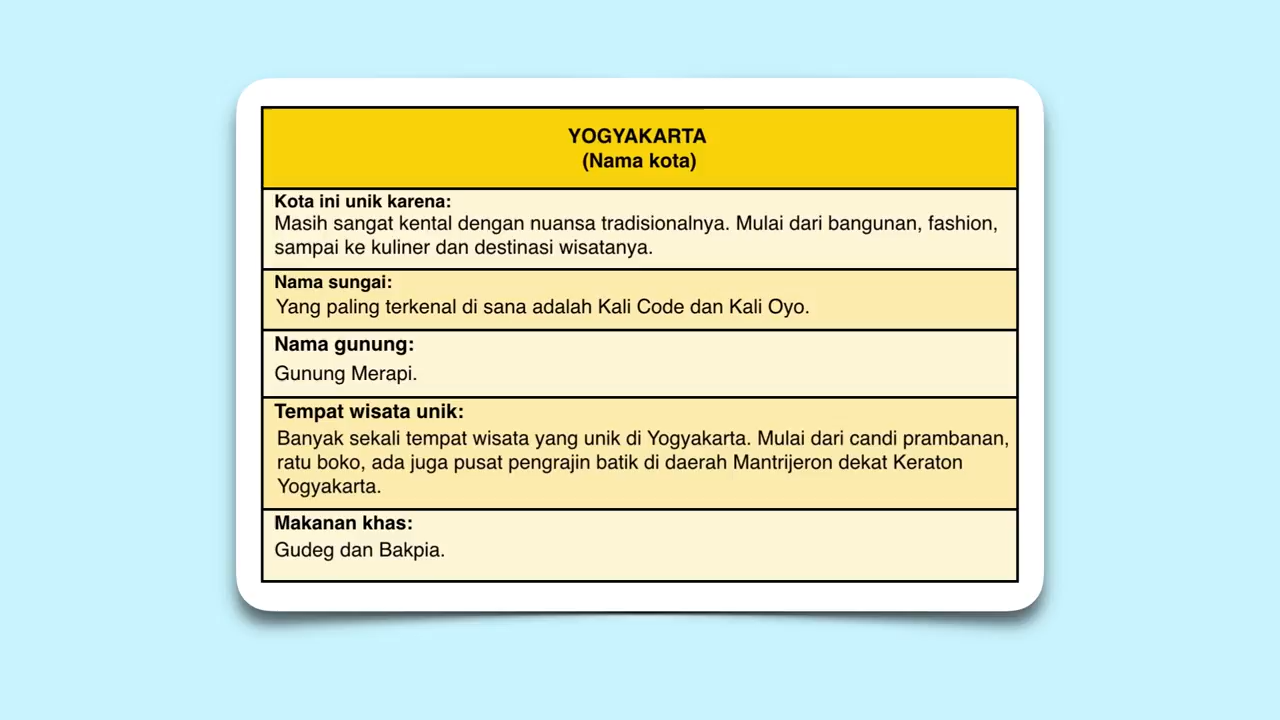 YOGYAKARTA
(Nama kota)
Kota ini unik karena:
Masih sangat kental dengan nuansa tradisionalnya. Mulai dari bangunan, fashion,
sampai ke kuliner dan destinasi wisatanya.
Nama sungai:
Yang paling terkenal di sana adalah Kali Code dan Kali Oyo.
Nama gunung:
Gunung Merapi.
Tempat wisata unik:
Banyak sekali tempat wisata yang unik di Yogyakarta. Mulai dari candi prambanan,
ratu boko, ada juga pusat pengrajin batik di daerah Mantrijeron dekat Keraton
Yogyakarta.
Makanan khas:
Gudeg dan Bakpia.